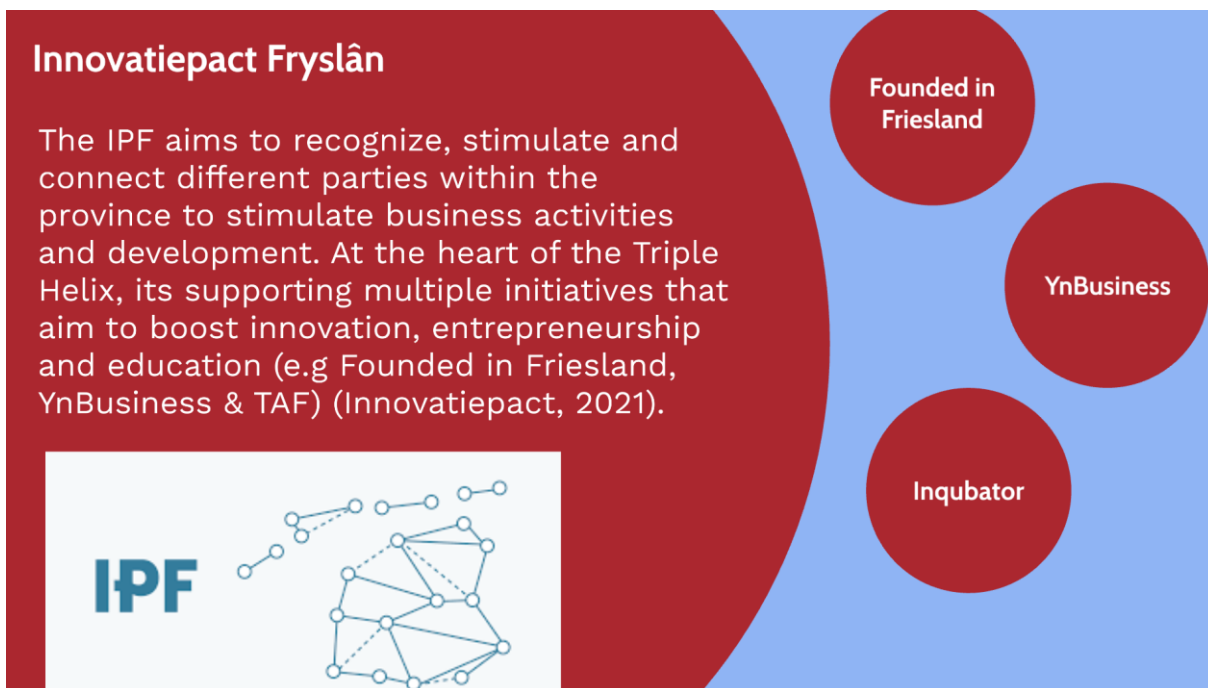 Innovatiepact Fryslân
The IPF aims to recognize, stimulate and
connect different parties within the
province to stimulate business activities
and development. At the heart of the Triple
Helix, its supporting multiple initiatives that
aim to boost innovation, entrepreneurship
and education (e.g Founded in Friesland,
YnBusiness & TAF) (Innovatiepact, 2021).
IPF
Founded in
Friesland
YnBusiness
Inqubator